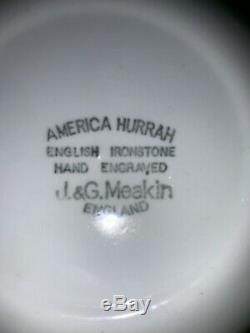 AMERICA HURRAH
ENGLISH IRONSTONE
HAND ENGRAVED
J.&G.Meakin
ENGLAND